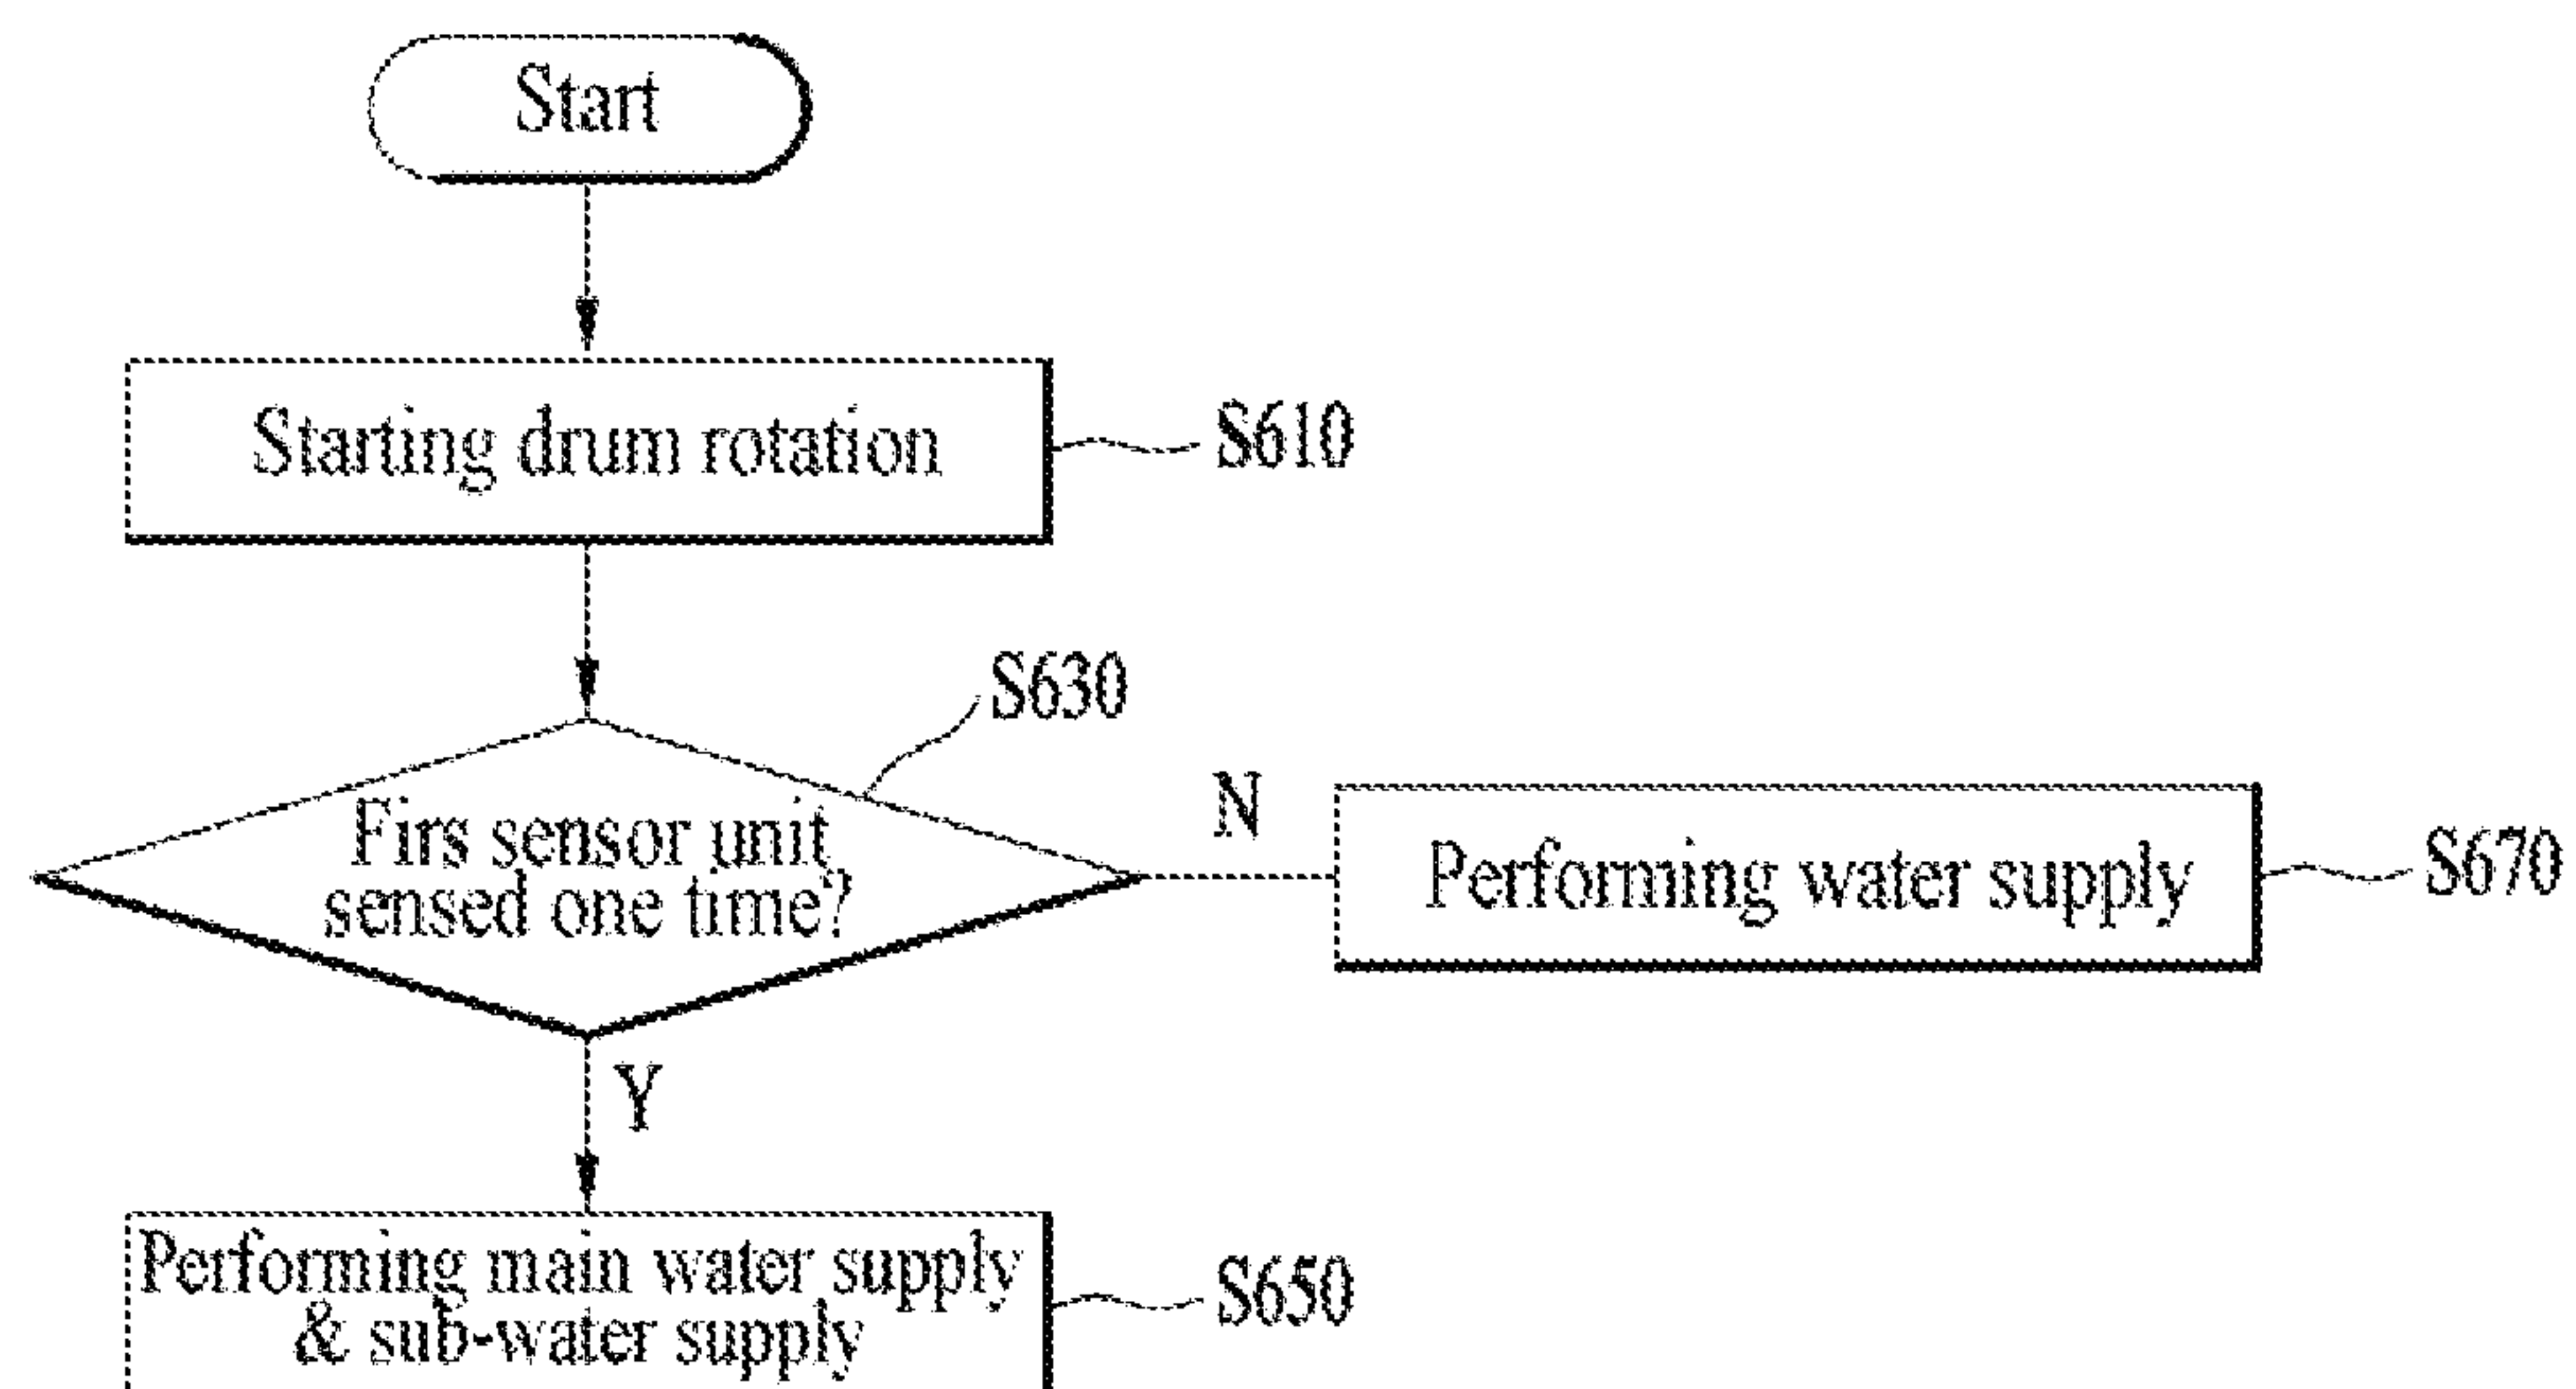 Start
Starting drum rotation
S610
S630
Firs sensor unit
sensed one time?
N
Performing water supply
S670
Y
Performing main water supply
& sub-water supply
S650